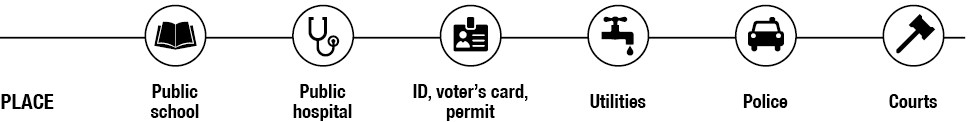 PLACE
Public
school
Public
hospital
ID, voter's card,
permit
Utilities
Police
Courts